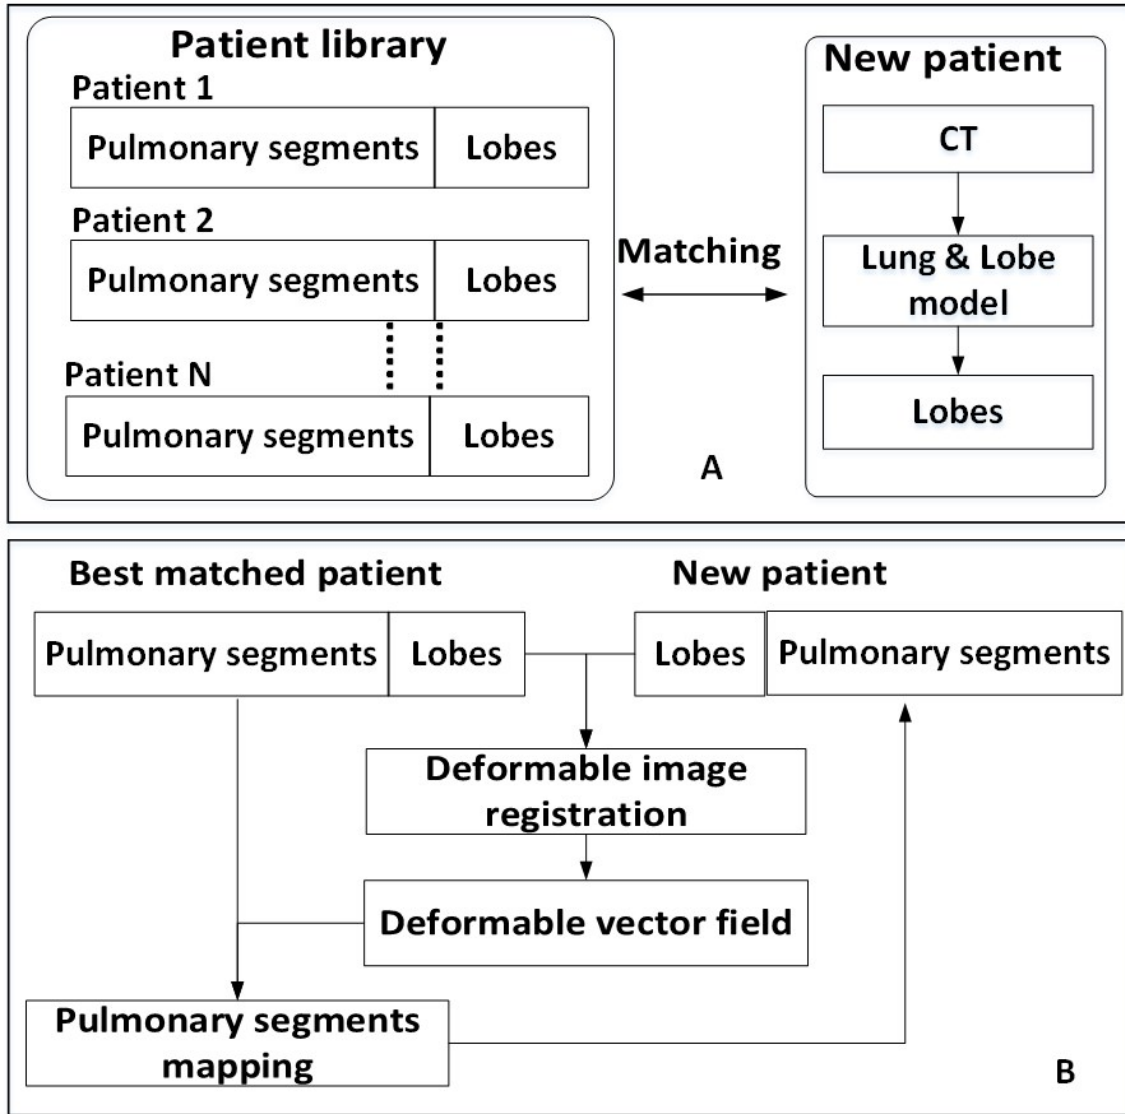 Patient library
Patient 1
Pulmonary segments Lobes
Patient 2
Pulmonary segments Lobes
Patient N
Pulmonary segments Lobes
Matching
New patient
CT
Lung & Lobe
model
Lobes
A
Best matched patient
New patient
Pulmonary segments Lobes
Lobes Pulmonary segments
Deformable image
registration
Deformable vector field
Pulmonary segments
mapping
B